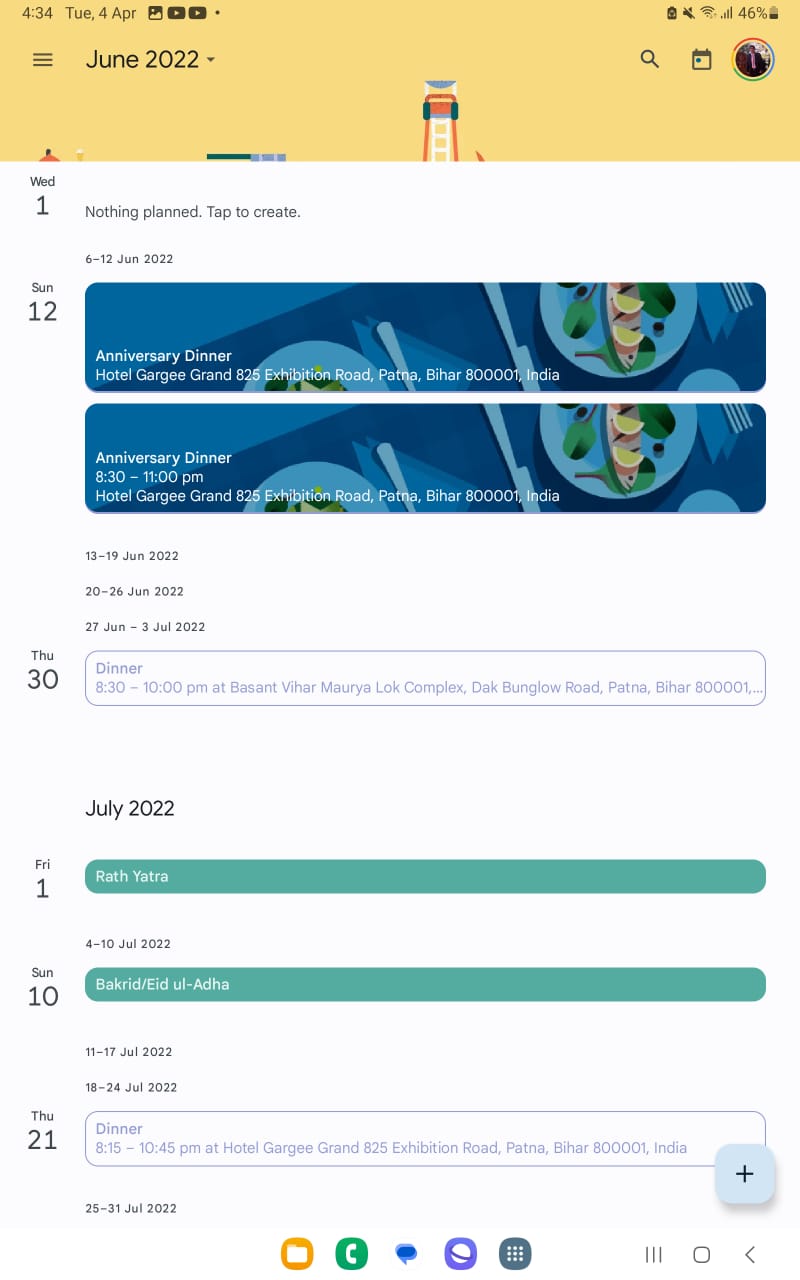 4:34 Tue, 4 Apr
46%
June 2022
Wed
1
Nothing planned. Tap to create.
6–12 Jun 2022
Sun
12
Anniversary Dinner
Hotel Gargee Grand 825 Exhibition Road, Patna, Bihar 800001, India
Anniversary Dinner
8:30 – 11:00 pm
Hotel Gargee Grand 825 Exhibition Road, Patna, Bihar 800001, India
13–19 Jun 2022
20–26 Jun 2022
27 Jun – 3 Jul 2022
Thu
30
Dinner
8:30 – 10:00 pm at Basant Vihar Maurya Lok Complex, Dak Bunglow Road, Patna, Bihar 800001,...
July 2022
Fri
1
Rath Yatra
4–10 Jul 2022
Sun
10
Bakrid/Eid ul-Adha
11–17 Jul 2022
18–24 Jul 2022
Thu
21
Dinner
8:15 – 10:45 pm at Hotel Gargee Grand 825 Exhibition Road, Patna, Bihar 800001, India
25–31 Jul 2022